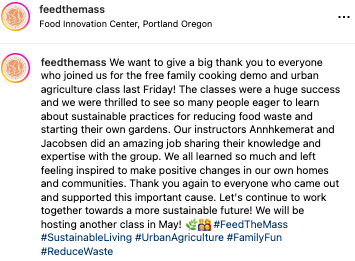 feedthemass
Food Innovation Center, Portland Oregon
...
feedthemass We want to give a big thank you to everyone
who joined us for the free family cooking demo and urban
agriculture class last Friday! The classes were a huge success
and we were thrilled to see so many people eager to learn
about sustainable practices for reducing food waste and
starting their own gardens. Our instructors Annhkemerat and
Jacobsen did an amazing job sharing their knowledge and
expertise with the group. We all learned so much and left
feeling inspired to make positive changes in our own homes
and communities. Thank you again to everyone who came out
and supported this important cause. Let's continue to work
together towards a more sustainable future! We will be
hosting another class in May! 🌿👨‍👩‍👧‍👦 #FeedTheMass
#SustainableLiving #UrbanAgriculture #FamilyFun
#ReduceWaste